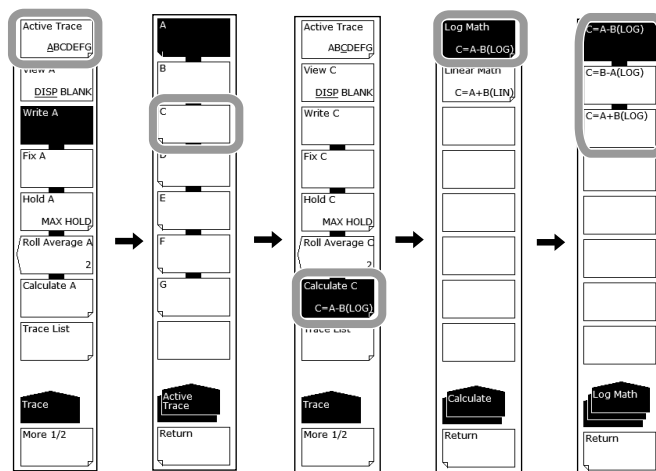 Active Trace
ABCDEFG
View A
DISP BLANK
Write A
Fix A
Hold A
MAX HOLD
Roll Average A
2
Calculate A
Trace List
Trace
More 1/2
A
B
C
D
E
F
G
Active
Trace
Return
Active Trace
ABCDEFG
View C
DISP BLANK
Write C
Fix C
Hold C
MAX HOLD
Roll Average C
2
Calculate C
C=A-B(LOG)
Trace List
Trace
More 1/2
Log Math
C=A-B(LOG)
Linear Math
C=A+B(LIN)
Calculate
Return
C=A-B(LOG)
C=B-A(LOG)
C=A+B(LOG)
Log Math
Return